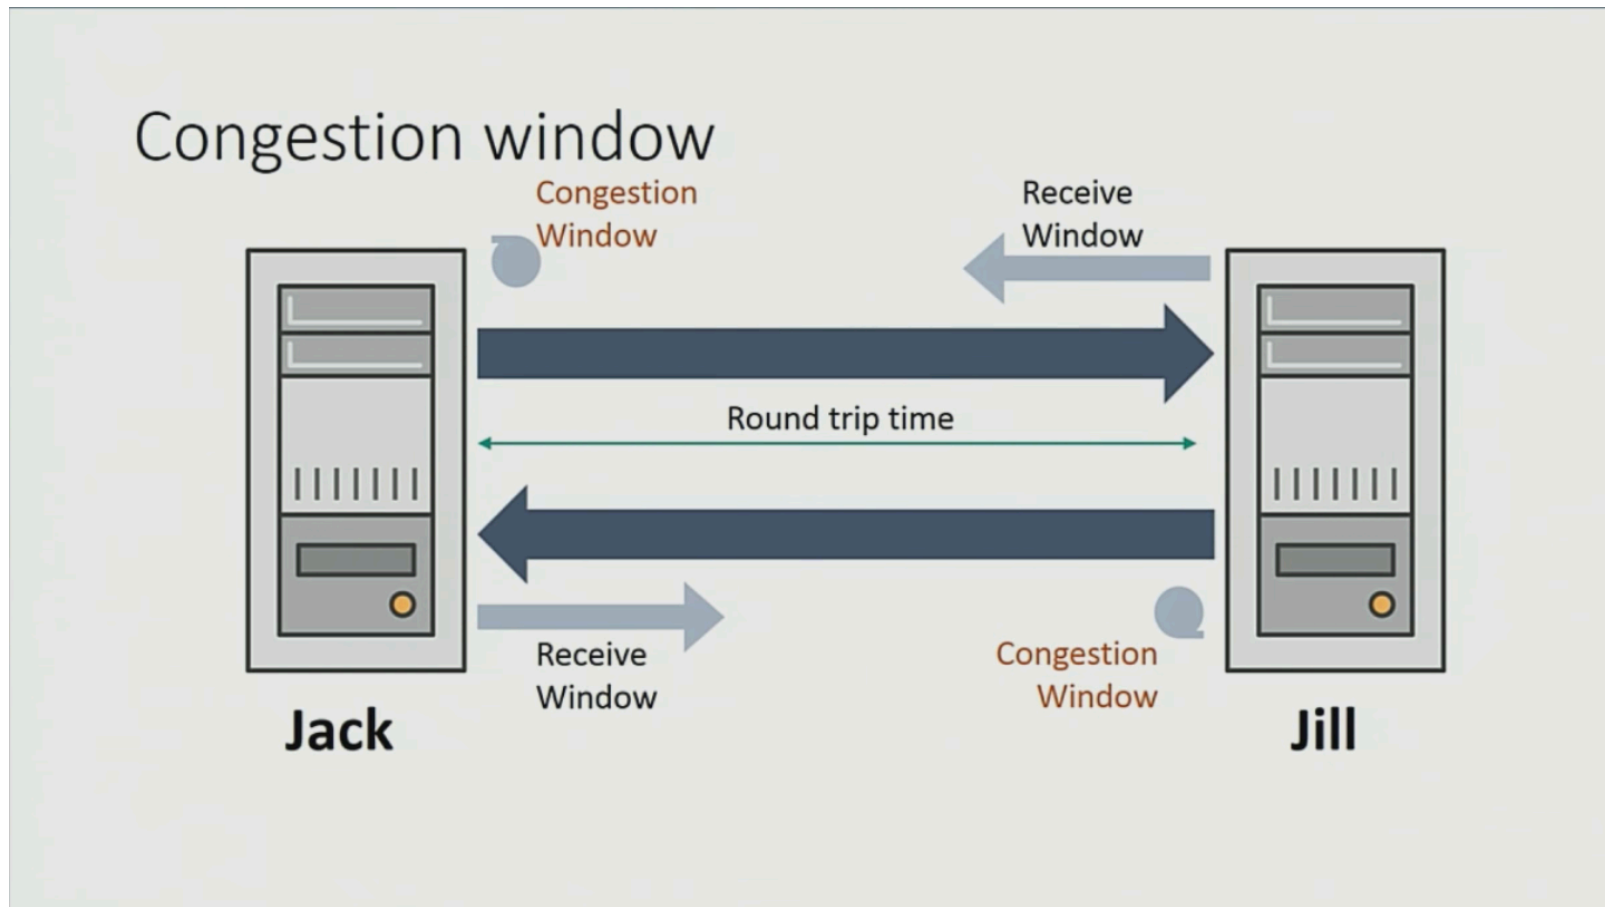 Congestion window
Congestion
Window
Receive
Window
Round trip time
Receive
Window
Congestion
Window
Jack
Jill